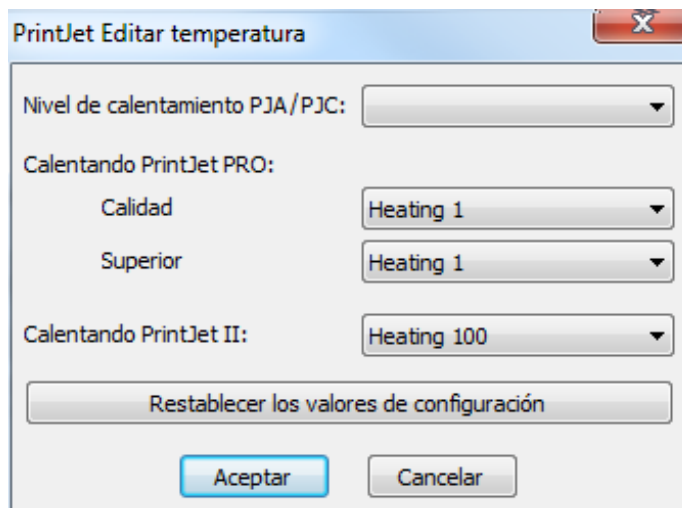 PrintJet Editar temperatura
Nivel de calentamiento PJA/PJC:
Calentando PrintJet PRO:
Calidad Heating 1
Superior Heating 1
Calentando PrintJet II: Heating 100
Restablecer los valores de configuración
Aceptar Cancelar